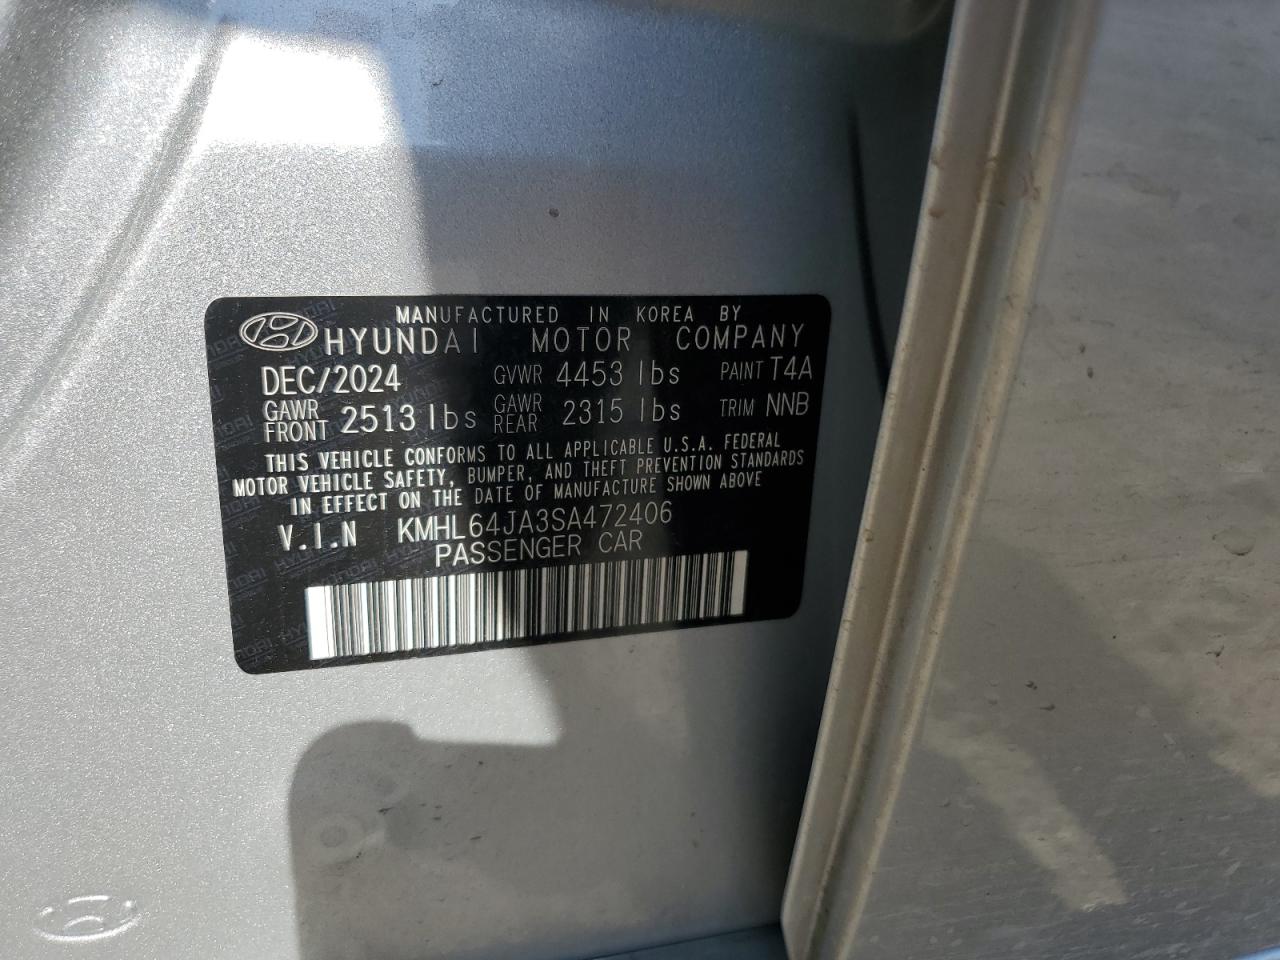 MANUFACTURED IN KOREA BY
HYUNDAI MOTOR COMPANY
DEC/2024 GVWR 4453 lbs PAINT T4A
GAWR FRONT 2513 lbs GAWR REAR 2315 lbs TRIM NNB
THIS VEHICLE CONFORMS TO ALL APPLICABLE U.S.A. FEDERAL
MOTOR VEHICLE SAFETY, BUMPER, AND THEFT PREVENTION STANDARDS
IN EFFECT ON THE DATE OF MANUFACTURE SHOWN ABOVE
V.I.N KMHL64JA3SA472406
PASSENGER CAR